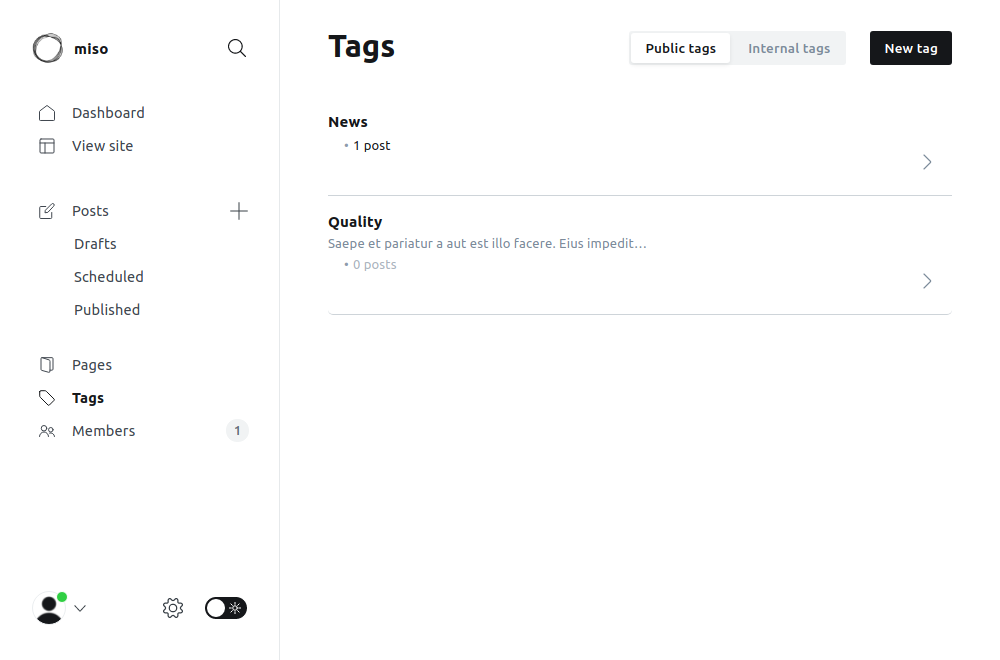 miso
Dashboard
View site
Posts
Drafts
Scheduled
Published
Pages
Tags
Members
1
Tags
Public tags
Internal tags
New tag
News
• 1 post
Quality
Saepe et pariatur a aut est illo facere. Eius impedit…
• 0 posts